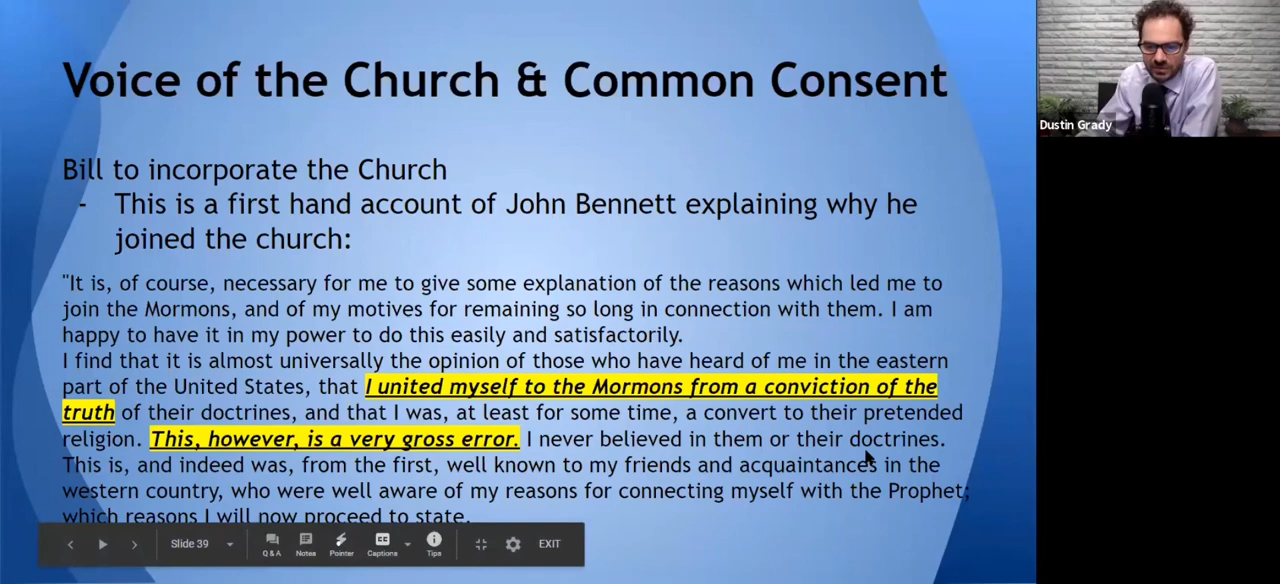 Voice of the Church & Common Consent
Dustin Grady
Bill to incorporate the Church
- This is a first hand account of John Bennett explaining why he
joined the church:
"It is, of course, necessary for me to give some explanation of the reasons which led me to
join the Mormons, and of my motives for remaining so long in connection with them. I am
happy to have it in my power to do this easily and satisfactorily.
I find that it is almost universally the opinion of those who have heard of me in the eastern
part of the United States, that I united myself to the Mormons from a conviction of the
truth of their doctrines, and that I was, at least for some time, a convert to their pretended
religion. This, however, is a very gross error. I never believed in them or their doctrines.
This is, and indeed was, from the first, well known to my friends and acquaintances in the
western country, who were well aware of my reasons for connecting myself with the Prophet;
which reasons I will now proceed to state.
Slide 39
Q & A
Notes
Pointer
Captions
Tips
EXIT